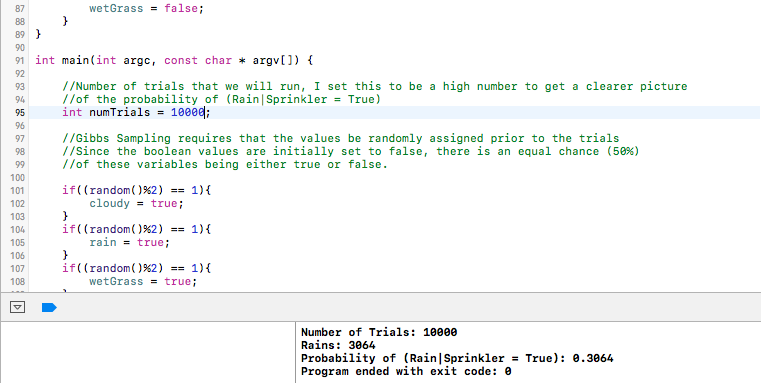 87 wetGrass = false;
88 }
89 }
90
91 int main(int argc, const char * argv[]) {
92
93 //Number of trials that we will run, I set this to be a high number to get a clearer picture
94 //of the probability of (Rain|Sprinkler = True)
95 int numTrials = 10000;
96
97 //Gibbs Sampling requires that the values be randomly assigned prior to the trials
98 //Since the boolean values are initially set to false, there is an equal chance (50%)
99 //of these variables being either true or false.
100
101 if((random()%2) == 1){
102 cloudy = true;
103 }
104 if((random()%2) == 1){
105 rain = true;
106 }
107 if((random()%2) == 1){
108 wetGrass = true;
Number of Trials: 10000
Rains: 3064
Probability of (Rain|Sprinkler = True): 0.3064
Program ended with exit code: 0